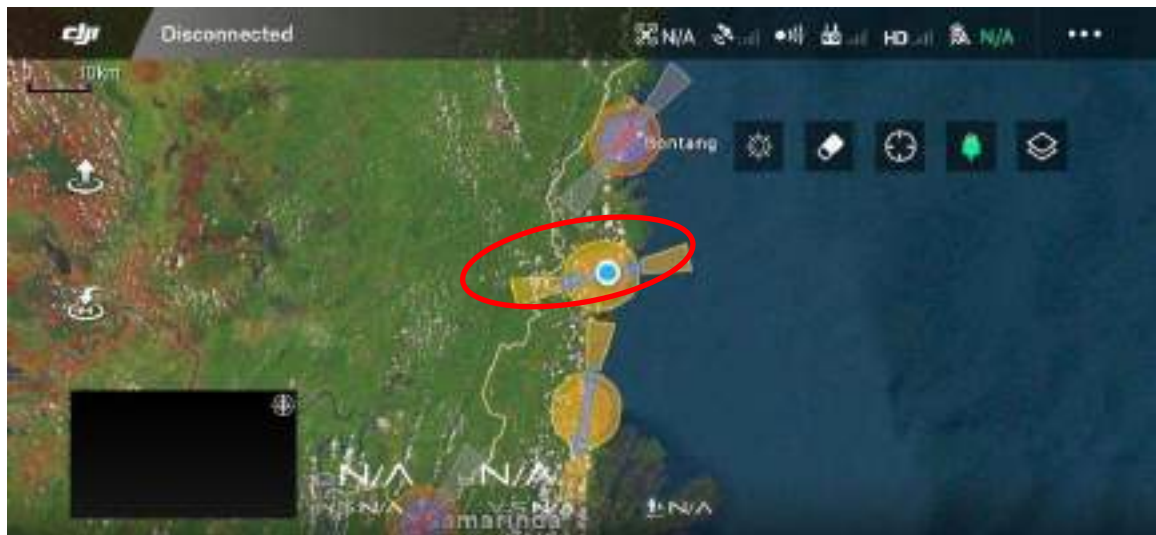 dji Disconnected N/A HD N/A •••
10km
Bontang
N/A N/A
N/A N/A N/A
Samarinda